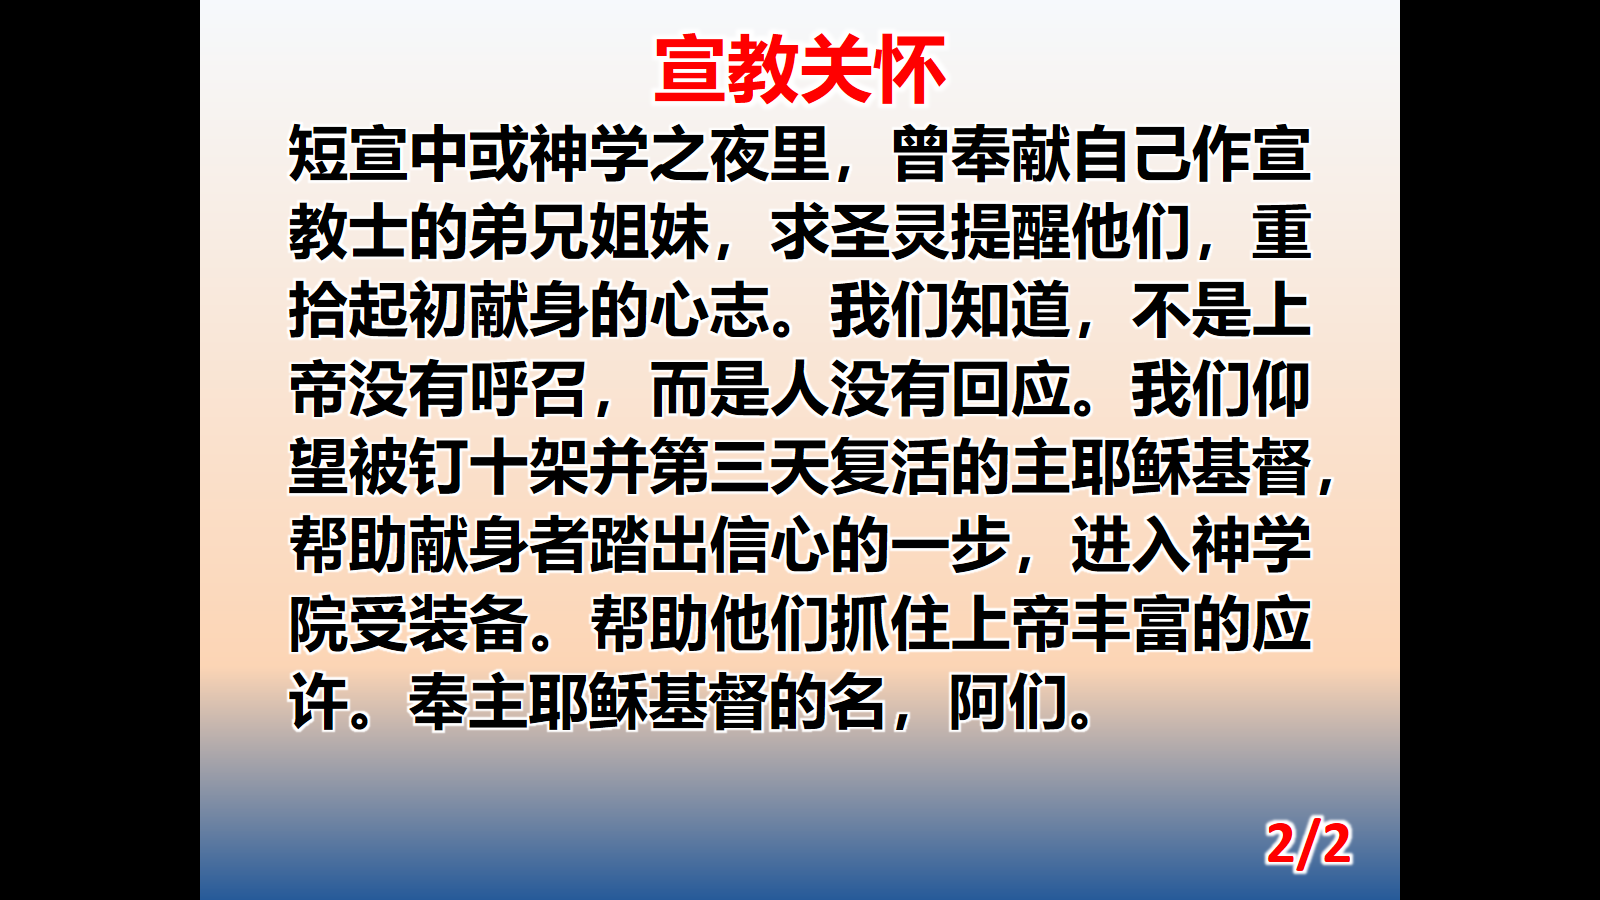 宣教关怀
短宣中或神学之夜里，曾奉献自己作宣
教士的弟兄姐妹，求圣灵提醒他们，重
拾起初献身的心志。我们知道，不是上
帝没有呼召，而是人没有回应。我们仰
望被钉十架并第三天复活的主耶稣基督，
帮助献身者踏出信心的一步，进入神学
院受装备。帮助他们抓住上帝丰富的应
许。奉主耶稣基督的名，阿们。
2/2